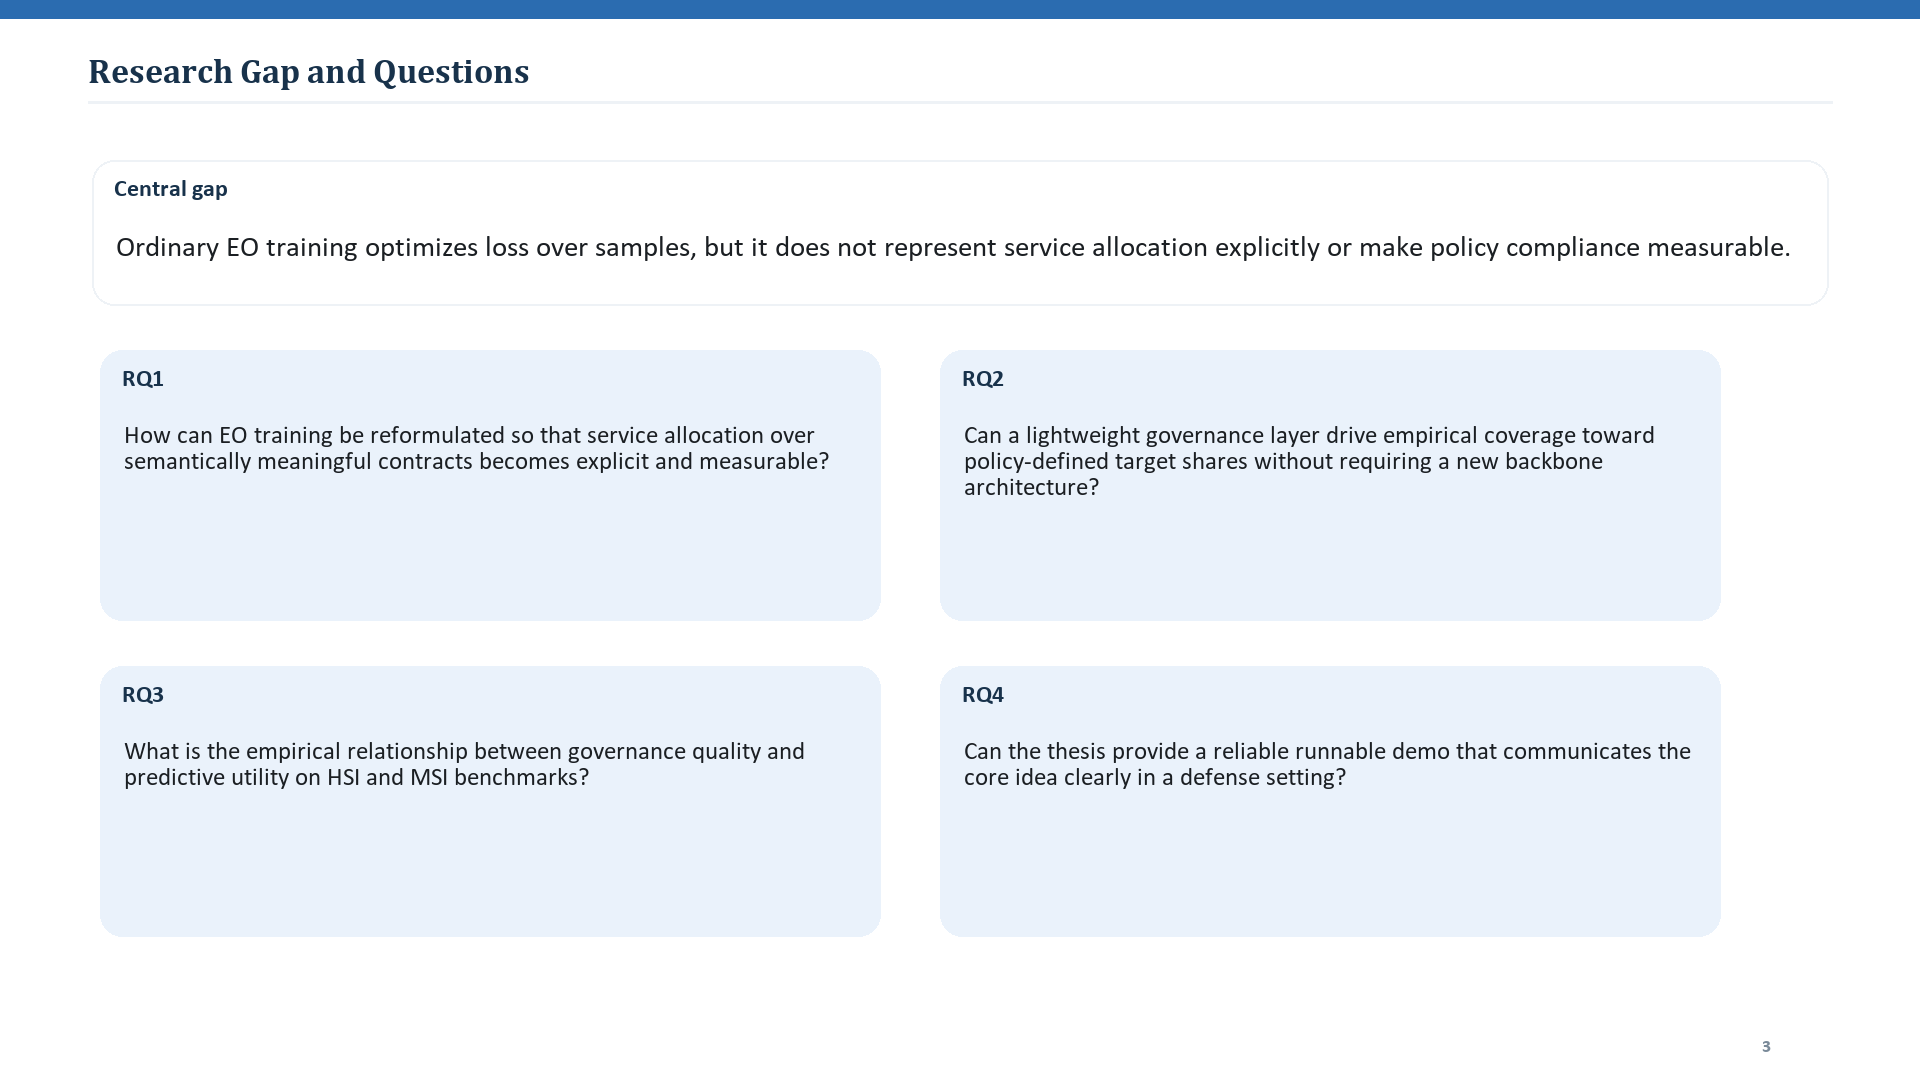 Research Gap and Questions
Central gap
Ordinary EO training optimizes loss over samples, but it does not represent service allocation explicitly or make policy compliance measurable.
RQ1
How can EO training be reformulated so that service allocation over
semantically meaningful contracts becomes explicit and measurable?
RQ2
Can a lightweight governance layer drive empirical coverage toward
policy-defined target shares without requiring a new backbone
architecture?
RQ3
What is the empirical relationship between governance quality and
predictive utility on HSI and MSI benchmarks?
RQ4
Can the thesis provide a reliable runnable demo that communicates the
core idea clearly in a defense setting?
3